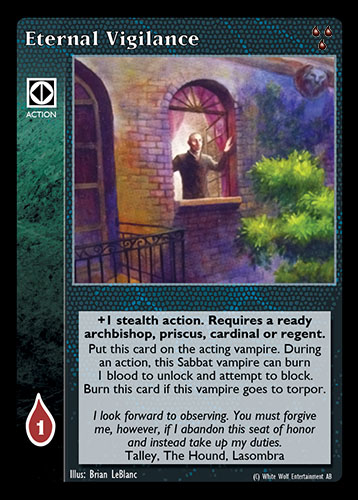 Eternal Vigilance
ACTION
+1 stealth action. Requires a ready
archbishop, priscus, cardinal or regent.
Put this card on the acting vampire. During
an action, this Sabbat vampire can burn
1 blood to unlock and attempt to block.
Burn this card if this vampire goes to torpor.
I look forward to observing. You must forgive
me, however, if I abandon this seat of honor
and instead take up my duties.
Talley, The Hound, Lasombra
1
Illus: Brian LeBlanc
(C) White Wolf Entertainment AB